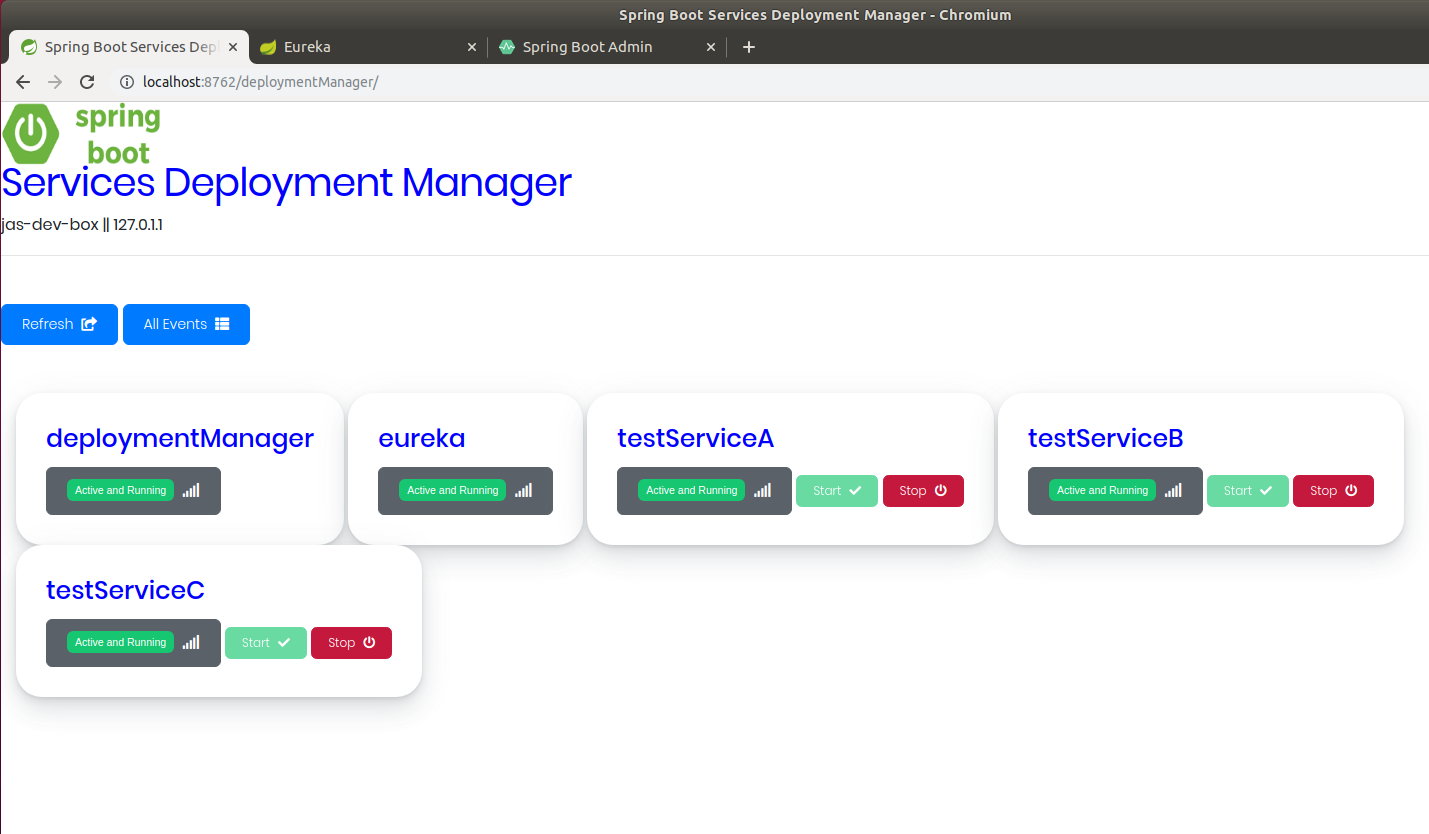 Spring Boot Services Deployment Manager - Chromium
Spring Boot Services Dep
Eureka
Spring Boot Admin
localhost:8762/deploymentManager/
spring
boot
Services Deployment Manager
jas-dev-box || 127.0.1.1
Refresh
All Events
deploymentManager
Active and Running
eureka
Active and Running
testServiceA
Active and Running Start Stop
testServiceB
Active and Running Start Stop
testServiceC
Active and Running Start Stop